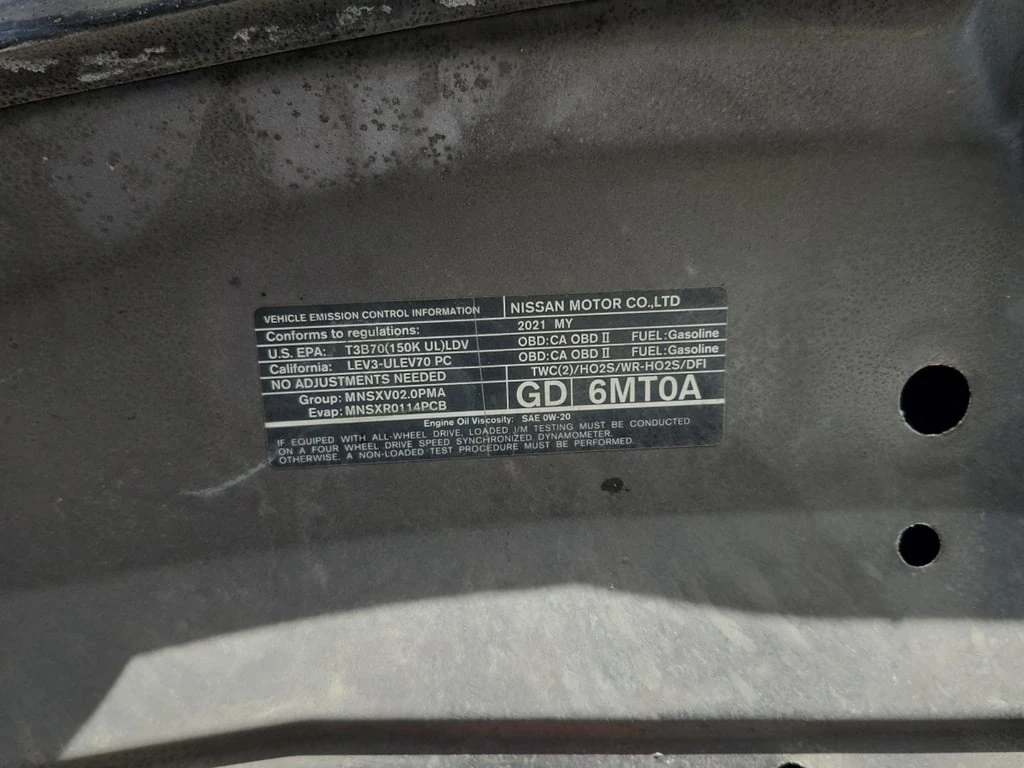 VEHICLE EMISSION CONTROL INFORMATION
NISSAN MOTOR CO.,LTD
Conforms to regulations:
2021 MY
U.S. EPA: T3B70(150K UL)LDV
OBD:CA OBD II FUEL:Gasoline
California: LEV3-ULEV70 PC
OBD:CA OBD II FUEL:Gasoline
NO ADJUSTMENTS NEEDED
TWC(2)/HO2S/WR-HO2S/DFI
Group: MNSXV02.0PMA
Evap: MNSXR0114PCB
GD 6MT0A
Engine Oil Viscosity: SAE 0W-20
IF EQUIPED WITH ALL-WHEEL DRIVE, LOADED I/M TESTING MUST BE CONDUCTED
ON A FOUR WHEEL DRIVE SPEED SYNCHRONIZED DYNAMOMETER.
OTHERWISE, A NON-LOADED TEST PROCEDURE MUST BE PERFORMED.